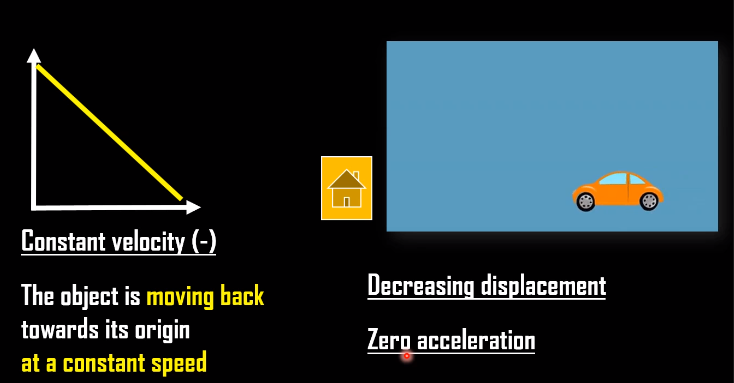 Constant velocity (-)
The object is moving back
towards its origin
at a constant speed
Decreasing displacement
Zero acceleration